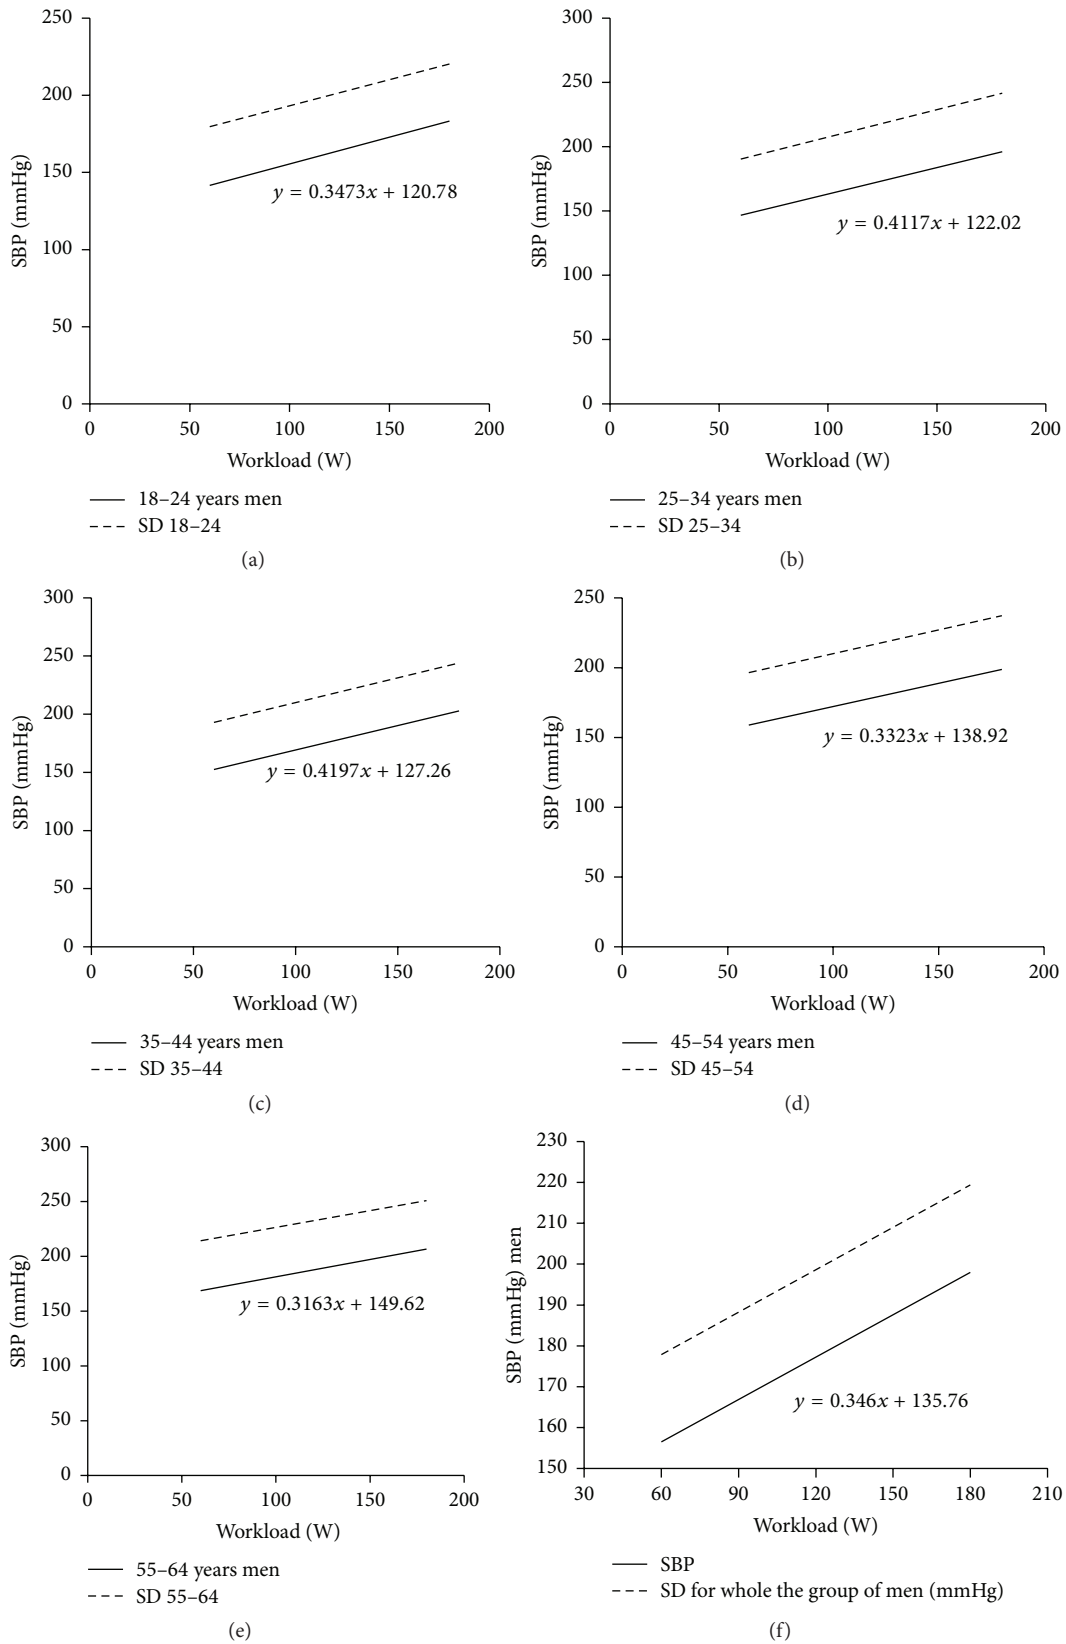 250
200
150
100
50
0
SBP (mmHg)
y = 0.3473x + 120.78
0 50 100 150 200
Workload (W)
18–24 years men
SD 18–24
(a)
300
250
200
150
100
50
0
SBP (mmHg)
y = 0.4117x + 122.02
0 50 100 150 200
Workload (W)
25–34 years men
SD 25–34
(b)
300
250
200
150
100
50
0
SBP (mmHg)
y = 0.4197x + 127.26
0 50 100 150 200
Workload (W)
35–44 years men
SD 35–44
(c)
250
200
150
100
50
0
SBP (mmHg)
y = 0.3323x + 138.92
0 50 100 150 200
Workload (W)
45–54 years men
SD 45–54
(d)
300
250
200
150
100
50
0
SBP (mmHg)
y = 0.3163x + 149.62
0 50 100 150 200
Workload (W)
55–64 years men
SD 55–64
(e)
230
220
210
200
190
180
170
160
150
SBP (mmHg) men
y = 0.346x + 135.76
30 60 90 120 150 180 210
Workload (W)
SBP
SD for whole the group of men (mmHg)
(f)